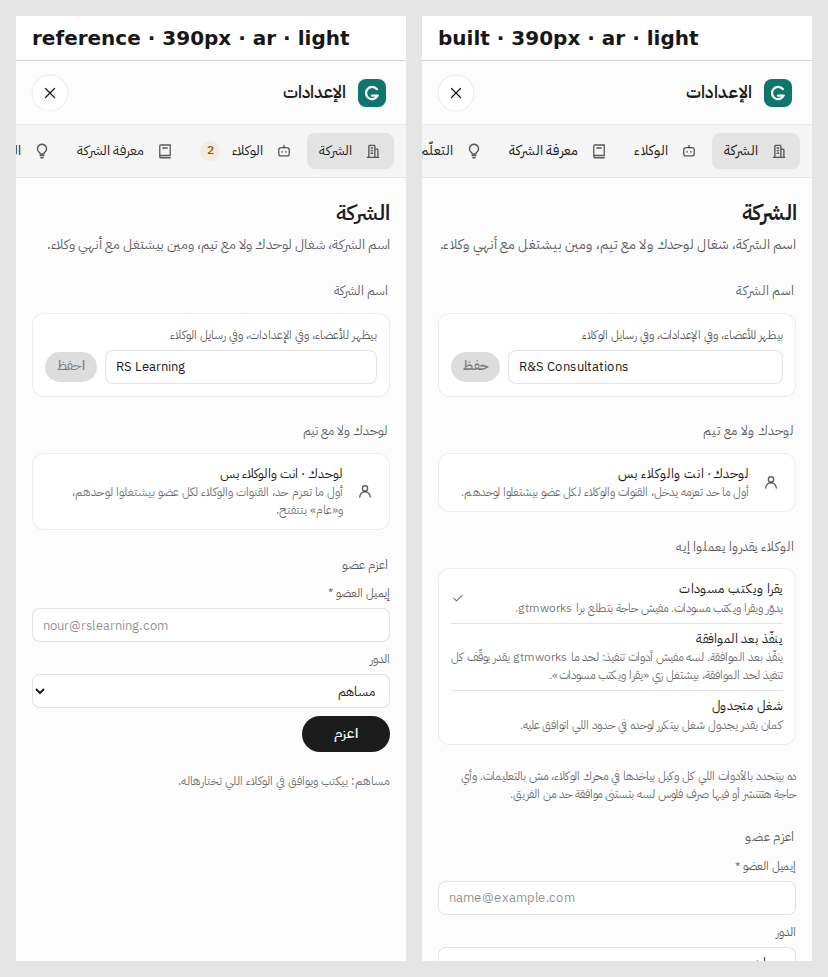 reference · 390px · ar · light
الإعدادات
الشركة
الوكلاء
2
معرفة الشركة
الشركة
اسم الشركة، شغال لوحدك ولا مع تيم، ومين بيشتغل مع أنهي وكلاء.
اسم الشركة
بيظهر للأعضاء، وفي الإعدادات، وفي رسايل الوكلاء
RS Learning
احفظ
لوحدك ولا مع تيم
لوحدك · انت والوكلاء بس
أول ما تعزم حد، القنوات والوكلاء لكل عضو بيشتغلوا لوحدهم،
و«عام» بتتفتح.
اعزم عضو
إيميل العضو *
nour@rslearning.com
الدور
مساهم
اعزم
مساهم: بيكتب ويوافق في الوكلاء اللي تختارهاله.
built · 390px · ar · light
الإعدادات
الشركة
الوكلاء
معرفة الشركة
التعلّم
الشركة
اسم الشركة، شغال لوحدك ولا مع تيم، ومين بيشتغل مع أنهي وكلاء.
اسم الشركة
بيظهر للأعضاء، وفي الإعدادات، وفي رسايل الوكلاء
R&S Consultations
حفظ
لوحدك ولا مع تيم
لوحدك · انت والوكلاء بس
أول ما حد تعزمه يدخل، القنوات والوكلاء لكل عضو بيشتغلوا لوحدهم.
الوكلاء يقدروا يعملوا إيه
يقرا ويكتب مسودات
يدوّر ويقرا ويكتب مسودات. مفيش حاجة بتطلع برا gtmworks.
ينفّذ بعد الموافقة
ينفّذ بعد الموافقة. لسه مفيش أدوات تنفيذ: لحد ما gtmworks يقدر يوقّف كل
تنفيذ لحد الموافقة، بيشتغل زي «يقرا ويكتب مسودات».
شغل متجدول
كمان يقدر يجدول شغل بيتكرر لوحده في حدود اللي اتوافق عليه.
ده بيتحدد بالأدوات اللي كل وكيل بياخدها في محرك الوكلاء، مش بالتعليمات. وأي
حاجة هتتنشر أو فيها صرف فلوس لسه بتستنى موافقة حد من الفريق.
اعزم عضو
إيميل العضو *
name@example.com
الدور